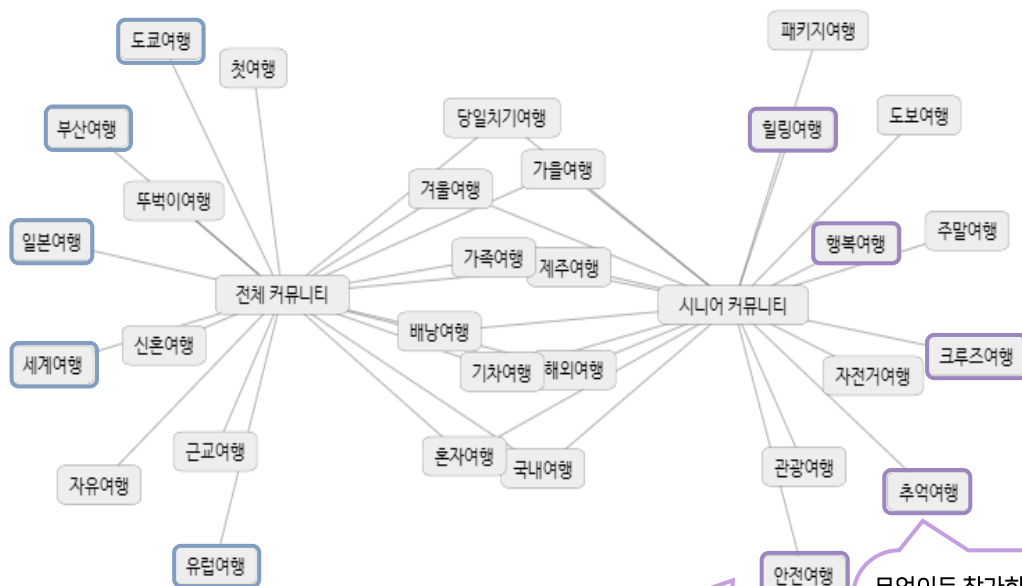 도쿄여행
첫여행
패키지여행
당일치기여행
도보여행
부산여행
힐링여행
가을여행
겨울여행
뚜벅이여행
일본여행
행복여행
주말여행
가족여행
제주여행
전체 커뮤니티
시니어 커뮤니티
배낭여행
신혼여행
세계여행
크루즈여행
기차여행
해외여행
자전거여행
근교여행
혼자여행
국내여행
관광여행
자유여행
추억여행
유럽여행
안전여행